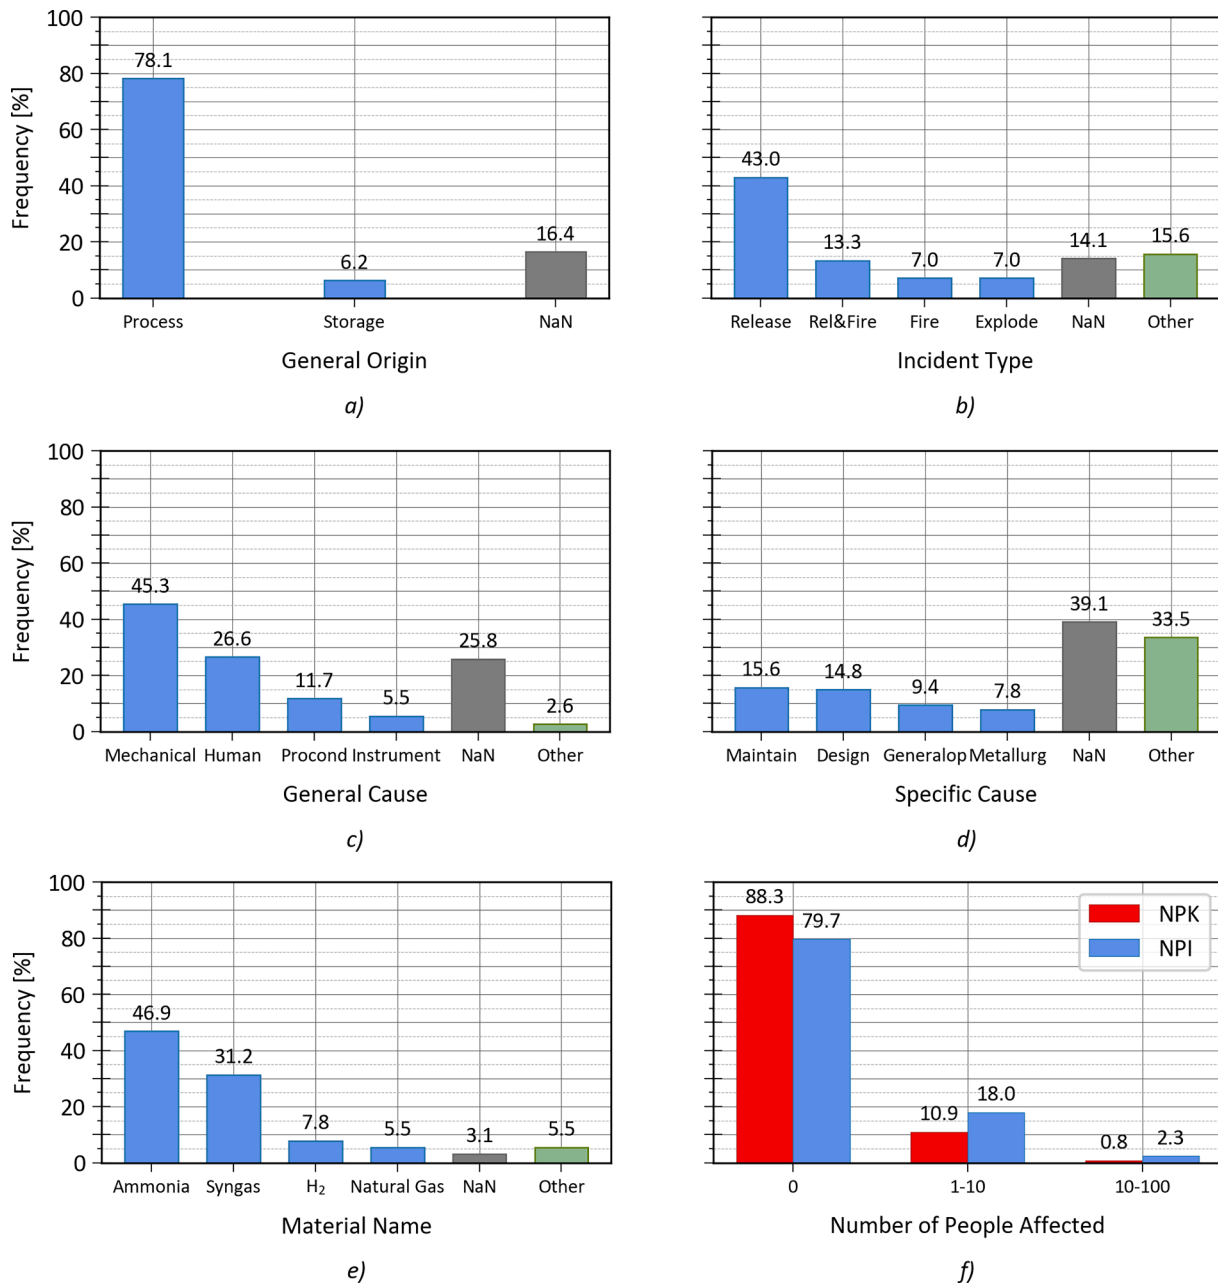 100
80
60
40
20
0
Frequency [%]
78.1
6.2
16.4
Process Storage NaN
General Origin
a)
43.0
13.3
7.0
7.0
14.1
15.6
Release Rel&Fire Fire Explode NaN Other
Incident Type
b)
100
80
60
40
20
0
Frequency [%]
45.3
26.6
11.7
5.5
25.8
2.6
Mechanical Human Procond Instrument NaN Other
General Cause
c)
15.6
14.8
9.4
7.8
39.1
33.5
Maintain Design Generalop Metallurg NaN Other
Specific Cause
d)
100
80
60
40
20
0
Frequency [%]
46.9
31.2
7.8
5.5
3.1
5.5
Ammonia Syngas H₂ Natural Gas NaN Other
Material Name
e)
88.3
79.7
10.9
18.0
0.8
2.3
NPK
NPI
0 1-10 10-100
Number of People Affected
f)